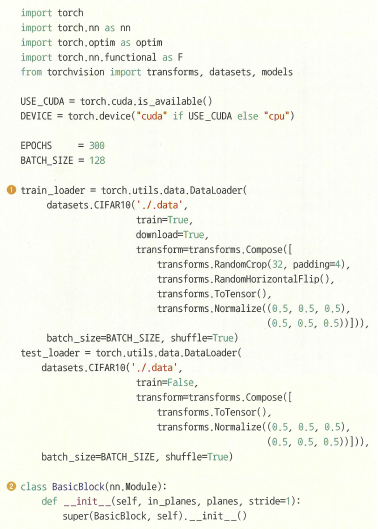 import torch
import torch.nn as nn
import torch.optim as optim
import torch.nn.functional as F
from torchvision import transforms, datasets, models

USE_CUDA = torch.cuda.is_available()
DEVICE = torch.device("cuda" if USE_CUDA else "cpu")

EPOCHS     = 300
BATCH_SIZE = 128

❶ train_loader = torch.utils.data.DataLoader(
     datasets.CIFAR10('./.data',
                      train=True,
                      download=True,
                      transform=transforms.Compose([
                          transforms.RandomCrop(32, padding=4),
                          transforms.RandomHorizontalFlip(),
                          transforms.ToTensor(),
                          transforms.Normalize((0.5, 0.5, 0.5),
                                               (0.5, 0.5, 0.5))])),
     batch_size=BATCH_SIZE, shuffle=True)
test_loader = torch.utils.data.DataLoader(
    datasets.CIFAR10('./.data',
                      train=False,
                      transform=transforms.Compose([
                          transforms.ToTensor(),
                          transforms.Normalize((0.5, 0.5, 0.5),
                                               (0.5, 0.5, 0.5))])),
    batch_size=BATCH_SIZE, shuffle=True)

❷ class BasicBlock(nn.Module):
    def __init__(self, in_planes, planes, stride=1):
        super(BasicBlock, self).__init__()